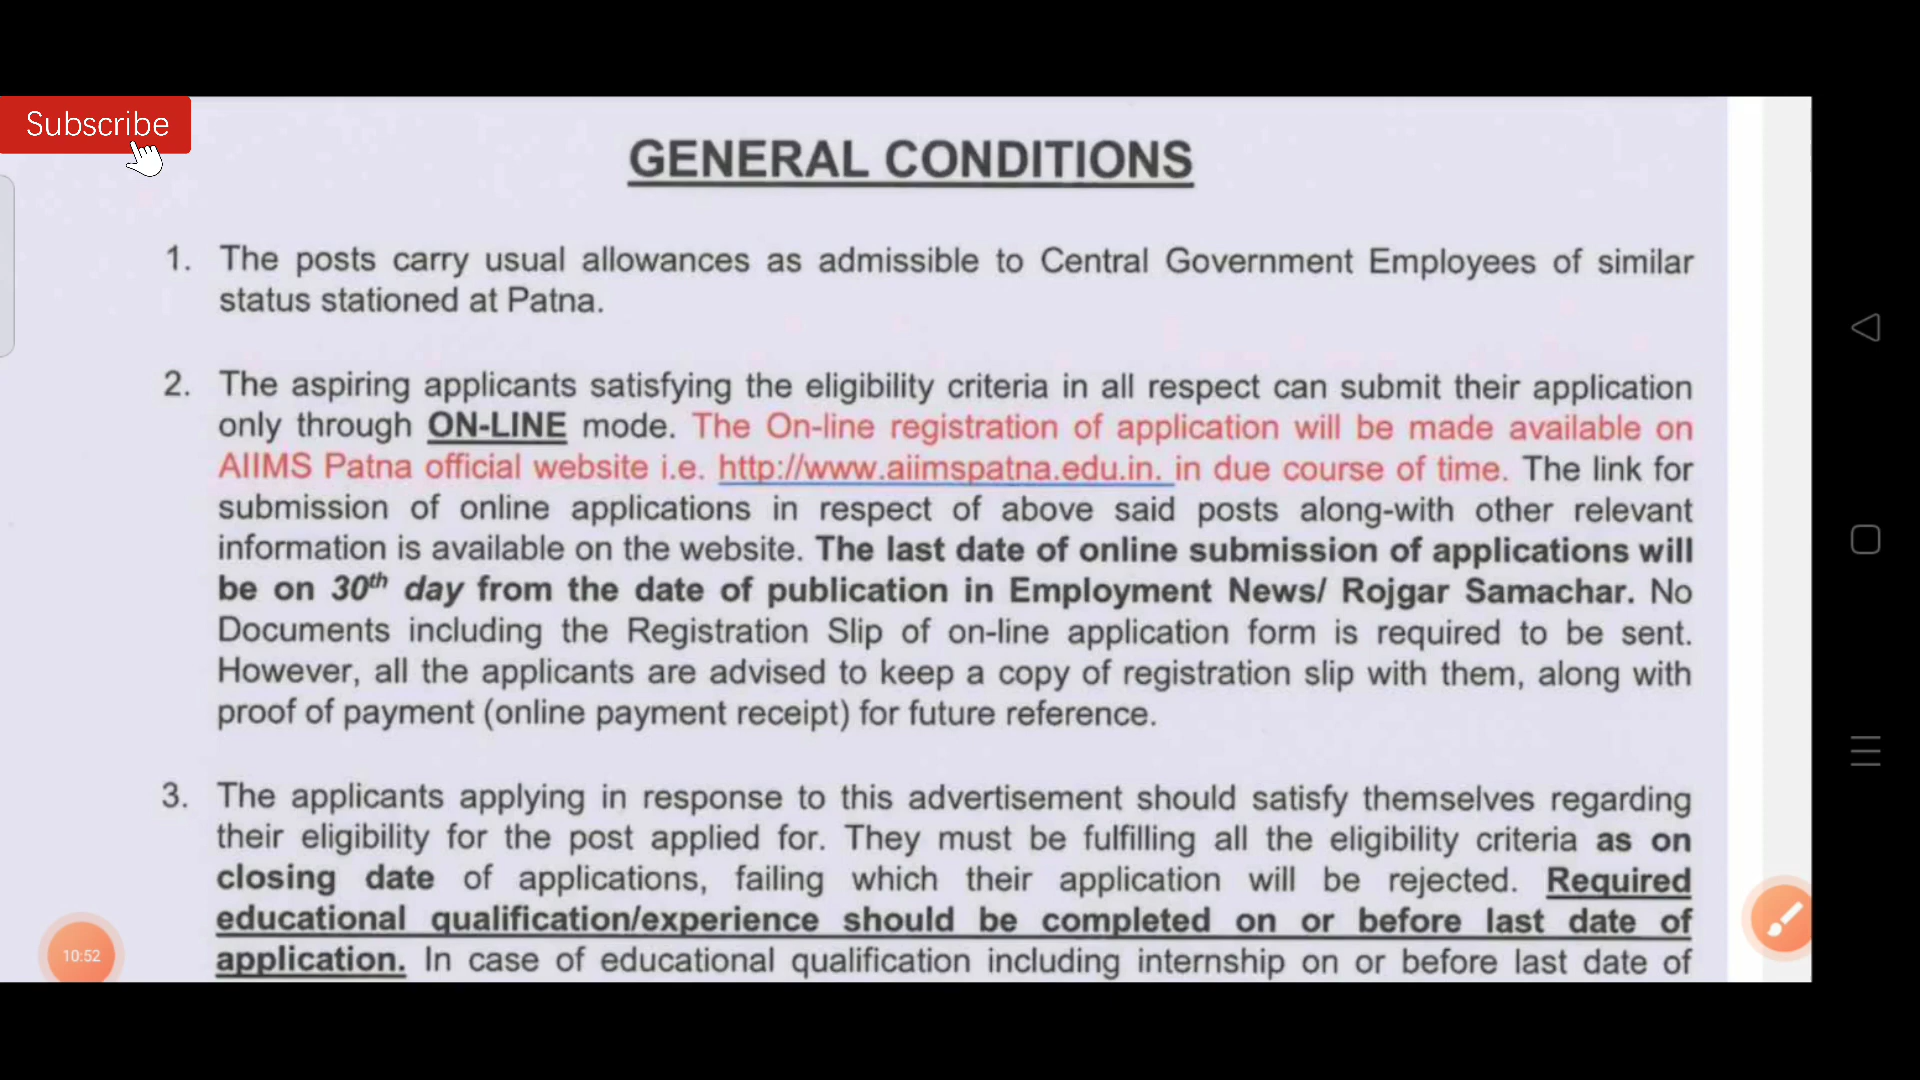 Subscribe
GENERAL CONDITIONS
1. The posts carry usual allowances as admissible to Central Government Employees of similar
status stationed at Patna.
2. The aspiring applicants satisfying the eligibility criteria in all respect can submit their application
only through ON-LINE mode. The On-line registration of application will be made available on
AIIMS Patna official website i.e. http://www.aiimspatna.edu.in. in due course of time. The link for
submission of online applications in respect of above said posts along-with other relevant
information is available on the website. The last date of online submission of applications will
be on 30th day from the date of publication in Employment News/ Rojgar Samachar. No
Documents including the Registration Slip of on-line application form is required to be sent.
However, all the applicants are advised to keep a copy of registration slip with them, along with
proof of payment (online payment receipt) for future reference.
3. The applicants applying in response to this advertisement should satisfy themselves regarding
their eligibility for the post applied for. They must be fulfilling all the eligibility criteria as on
closing date of applications, failing which their application will be rejected. Required
educational qualification/experience should be completed on or before last date of
application. In case of educational qualification including internship on or before last date of
10:52